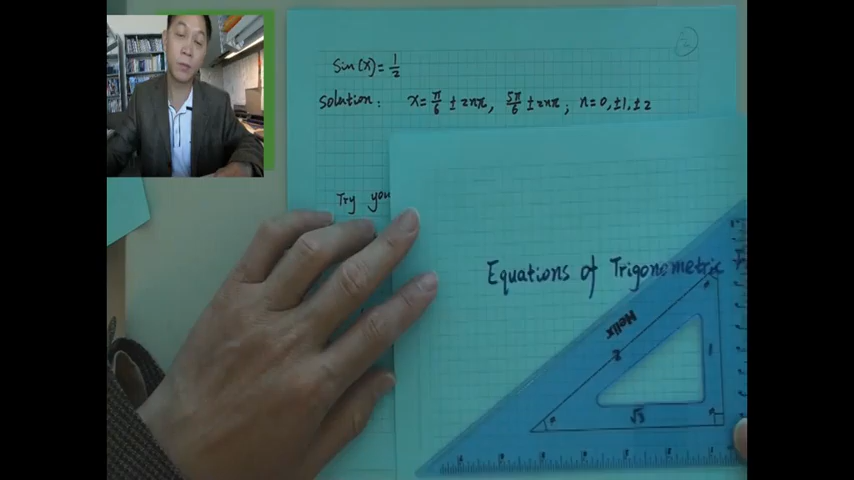 Sin(x)=1/2
Solution: x=π/6 ±2nπ, 5π/6 ±2nπ; n=0,±1,±2
Try you
Equations of Trigonometric
Helix
2
1
√3